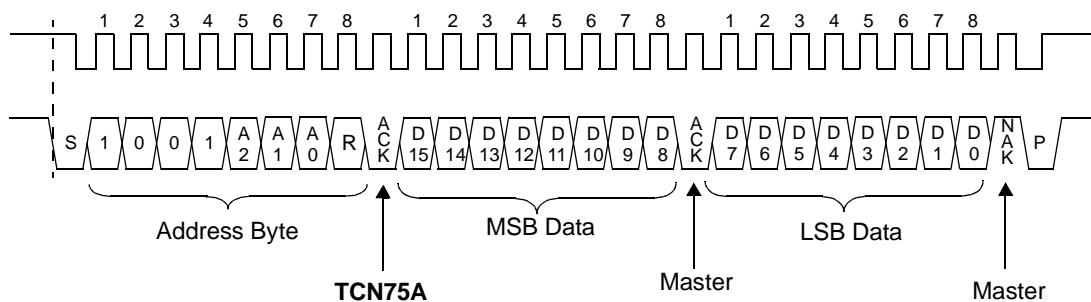 1 2 3 4 5 6 7 8 1 2 3 4 5 6 7 8 1 2 3 4 5 6 7 8
S 1 0 0 1 A2 A1 A0 R ACK D15 D14 D13 D12 D11 D10 D9 D8 ACK D7 D6 D5 D4 D3 D2 D1 D0 NAK P
Address Byte MSB Data LSB Data
TCN75A Master Master